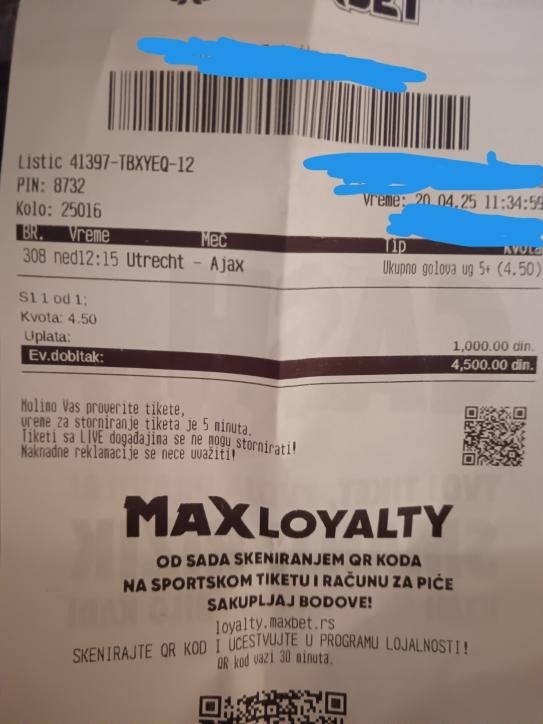 BET
Listic 41397-TBXYEQ-12
PIN: 8732
Vreme: 20.04.25 11:34:59
Kolo: 25016
BR. Vreme Meč Tip Kvota
308 ned12:15 Utrecht - Ajax Ukupno golova ug 5+ (4.50)
S1 1 od 1;
Kvota: 4.50
Uplata: 1,000.00 din.
Ev.dobitak: 4,500.00 din.
Molimo Vas proverite tikete,
vreme za storniranje tiketa je 5 minuta.
Tiketi sa LIVE događajima se ne mogu stornirati!
Naknadne reklamacije se nece uvažiti!
MAXLOYALTY
OD SADA SKENIRANJEM QR KODA
NA SPORTSKOM TIKETU I RAČUNU ZA PIĆE
SAKUPLJAJ BODOVE!
loyalty.maxbet.rs
SKENIRAJTE QR KOD I UCESTVUJTE U PROGRAMU LOJALNOSTI!
QR kod vazi 30 minuta.